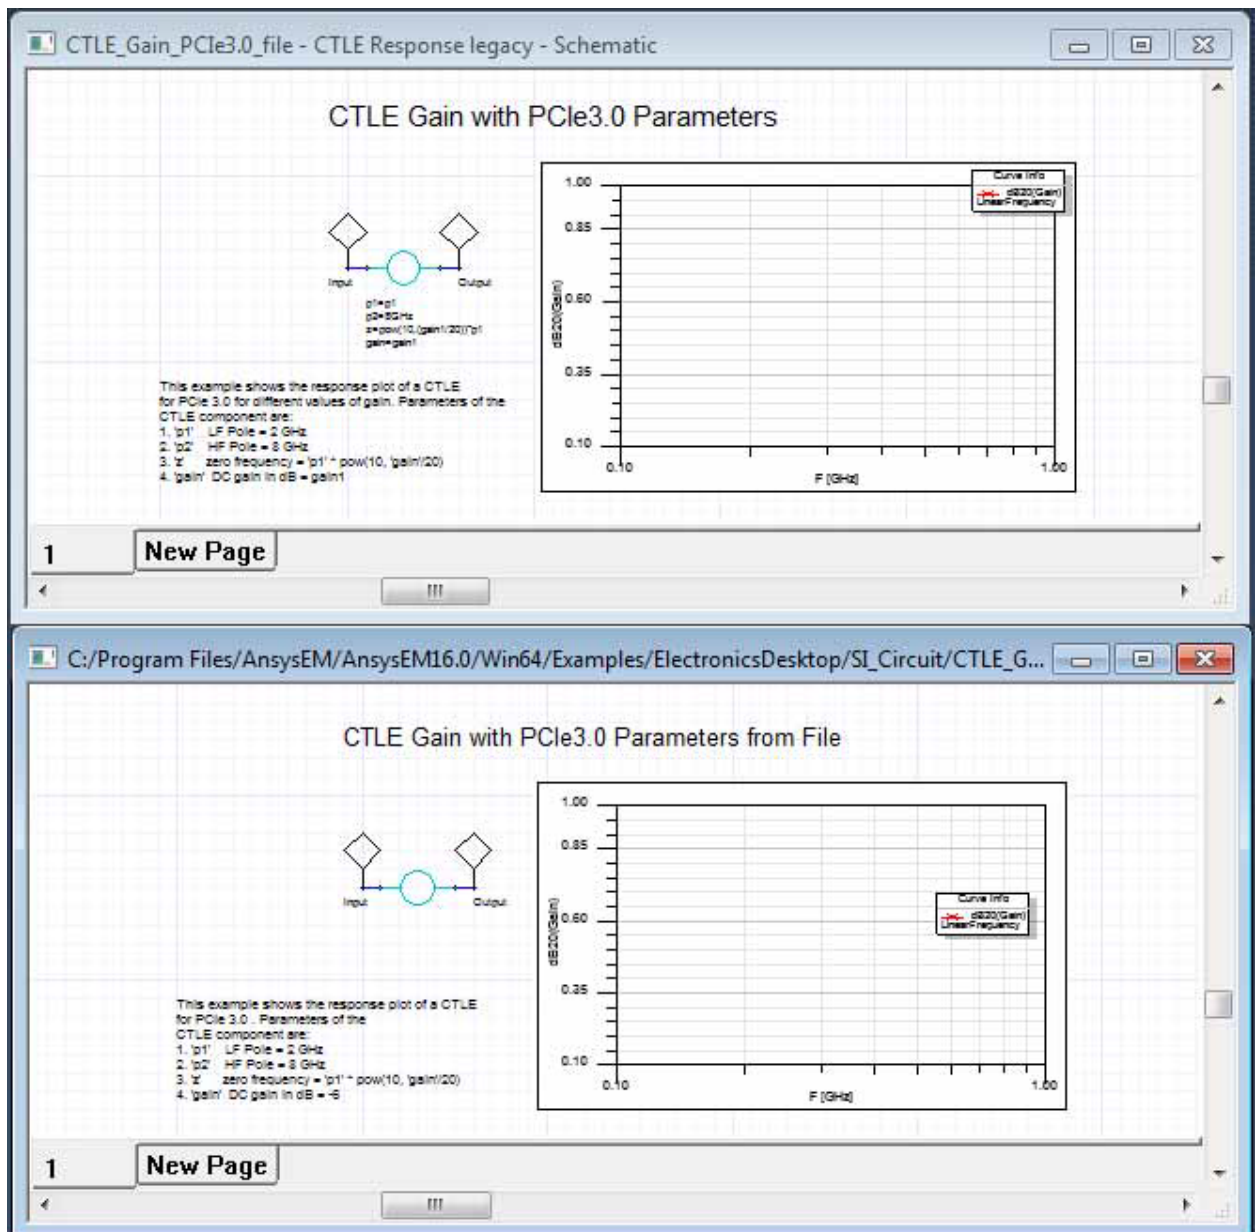 CTLE_Gain_PCIe3.0_file - CTLE Response legacy - Schematic
CTLE Gain with PCIe3.0 Parameters
Curve Info
dB20(Gain)
LinearFrequency
1.00
0.85
0.60
0.35
0.10
dB20(Gain)
0.10
1.00
F [GHz]
Input
Output
p1=p1
p2=8GHz
z=pow(10,(gain1/20))*p1
gain=gain1
This example shows the response plot of a CTLE
for PCIe 3.0 for different values of gain. Parameters of the
CTLE component are:
1. 'p1' LF Pole = 2 GHz
2. 'p2' HF Pole = 8 GHz
3. 'z' zero frequency = 'p1' * pow(10, 'gain'/20)
4. 'gain' DC gain in dB = gain1
1
New Page
C:/Program Files/AnsysEM/AnsysEM16.0/Win64/Examples/ElectronicsDesktop/SI_Circuit/CTLE_G...
CTLE Gain with PCIe3.0 Parameters from File
1.00
0.85
0.60
0.35
0.10
dB20(Gain)
Curve Info
dB20(Gain)
LinearFrequency
0.10
1.00
F [GHz]
Input
Output
This example shows the response plot of a CTLE
for PCIe 3.0 . Parameters of the
CTLE component are:
1. 'p1' LF Pole = 2 GHz
2. 'p2' HF Pole = 8 GHz
3. 'z' zero frequency = 'p1' * pow(10, 'gain'/20)
4. 'gain' DC gain in dB = -6
1
New Page